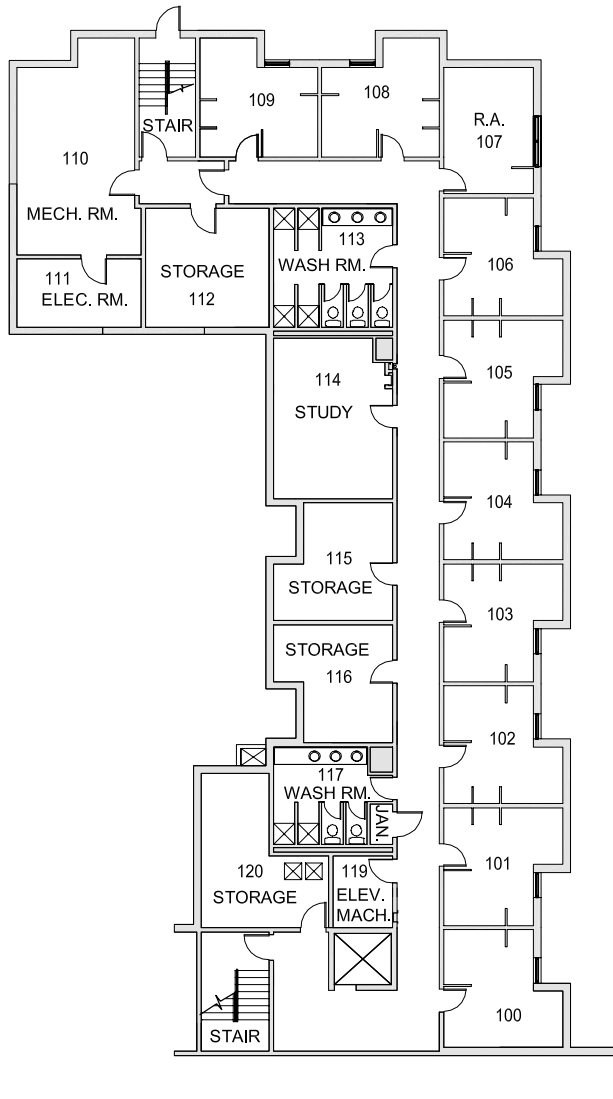 109
108
R.A.
107
STAIR
110
MECH. RM.
113
WASH RM.
111
ELEC. RM.
STORAGE
112
106
105
114
STUDY
104
115
STORAGE
103
STORAGE
116
102
117
WASH RM.
JAN.
101
120
STORAGE
119
ELEV.
MACH.
100
STAIR